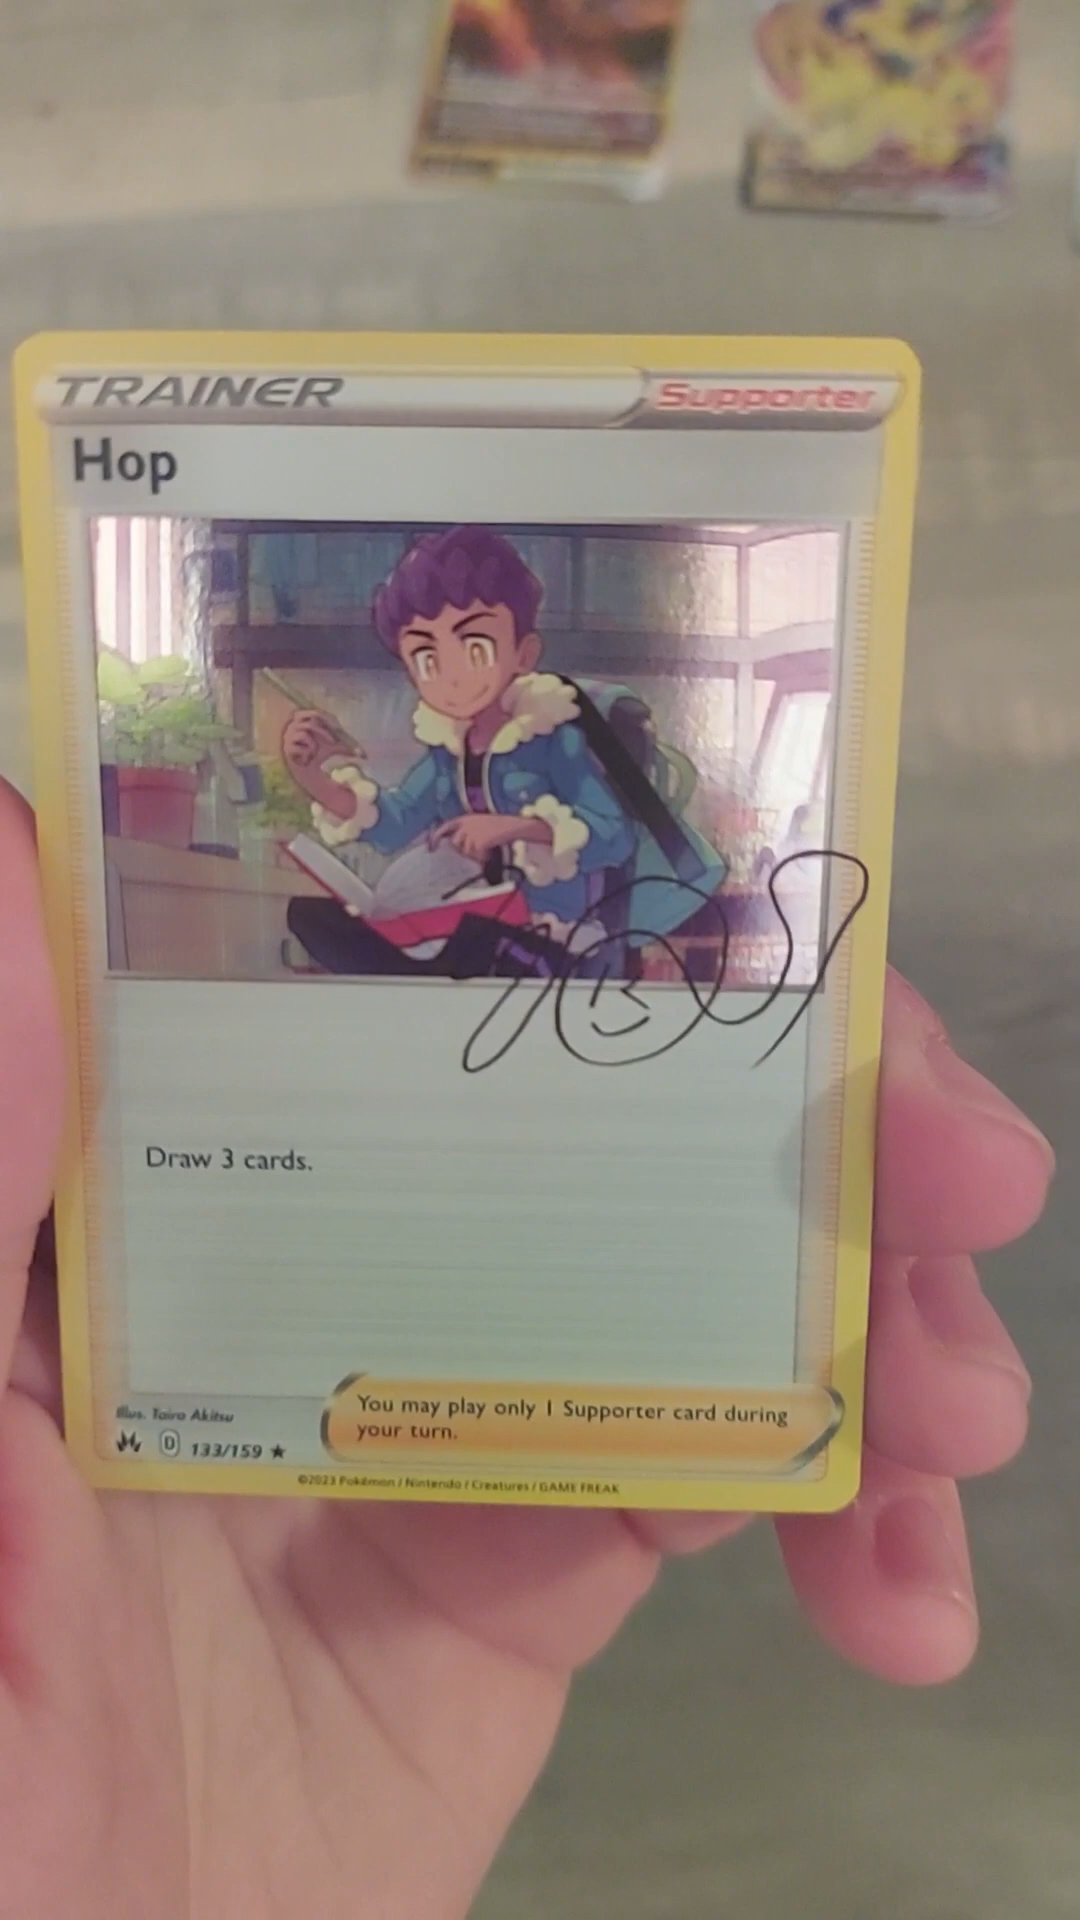 TRAINER Supporter
Hop
Draw 3 cards.
You may play only 1 Supporter card during
your turn.
Illus. Taira Akitsu
D 133/159 ★
©2023 Pokémon / Nintendo / Creatures / GAME FREAK